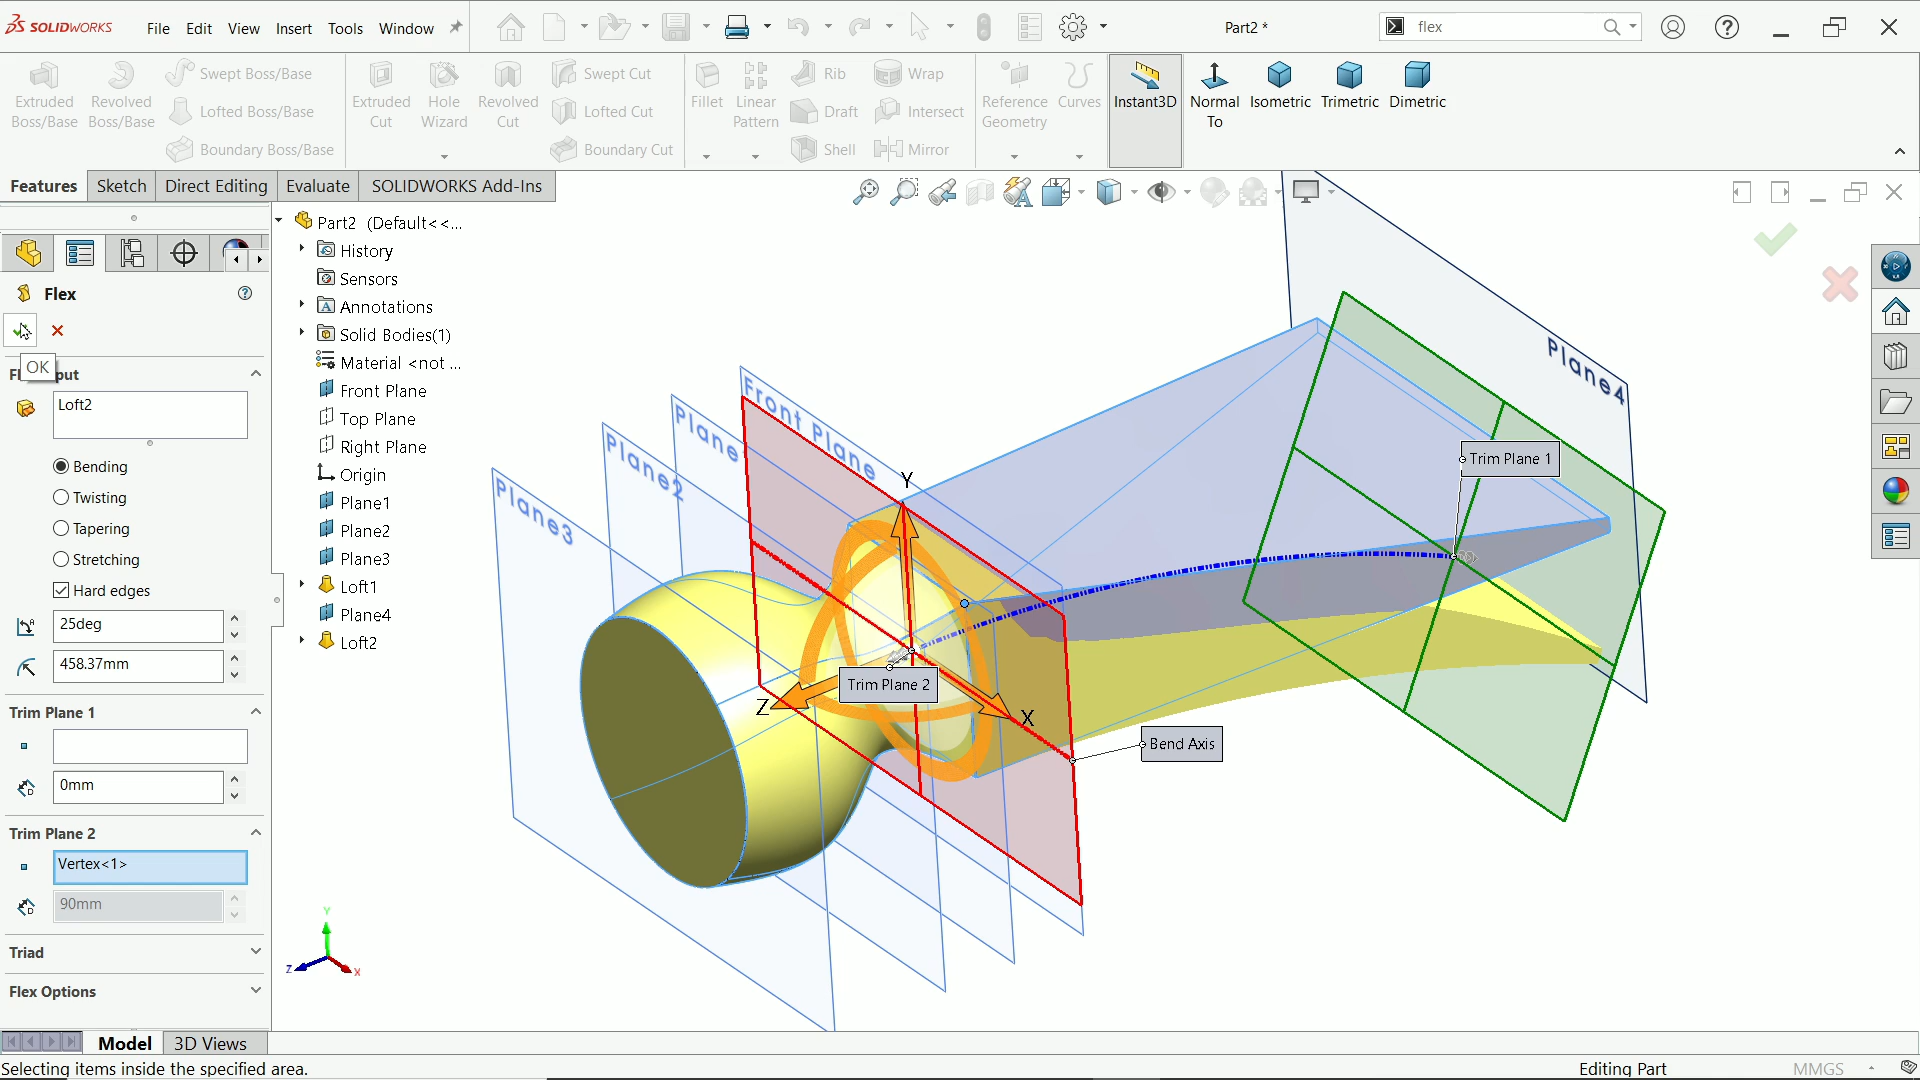 SOLIDWORKS File Edit View Insert Tools Window Part2 * flex
Extruded Boss/Base
Revolved Boss/Base
Swept Boss/Base
Lofted Boss/Base
Boundary Boss/Base
Extruded Cut
Hole Wizard
Revolved Cut
Swept Cut
Lofted Cut
Boundary Cut
Fillet
Linear Pattern
Rib
Draft
Shell
Wrap
Intersect
Mirror
Reference Geometry
Curves
Instant3D
Normal To
Isometric
Trimetric
Dimetric
Features Sketch Direct Editing Evaluate SOLIDWORKS Add-Ins
Flex
OK
Loft2
Bending
Twisting
Tapering
Stretching
Hard edges
25deg
458.37mm
Trim Plane 1
0mm
Trim Plane 2
Vertex<1>
90mm
Triad
Flex Options
Part2 (Default<<...
History
Sensors
Annotations
Solid Bodies(1)
Material <not ...
Front Plane
Top Plane
Right Plane
Origin
Plane1
Plane2
Plane3
Loft1
Plane4
Loft2
Plane3
Plane2
Plane
Front Plane
Plane4
Trim Plane 1
Trim Plane 2
Bend Axis
Y
Z
X
Y
Z
X
Model 3D Views
Selecting items inside the specified area. Editing Part MMGS